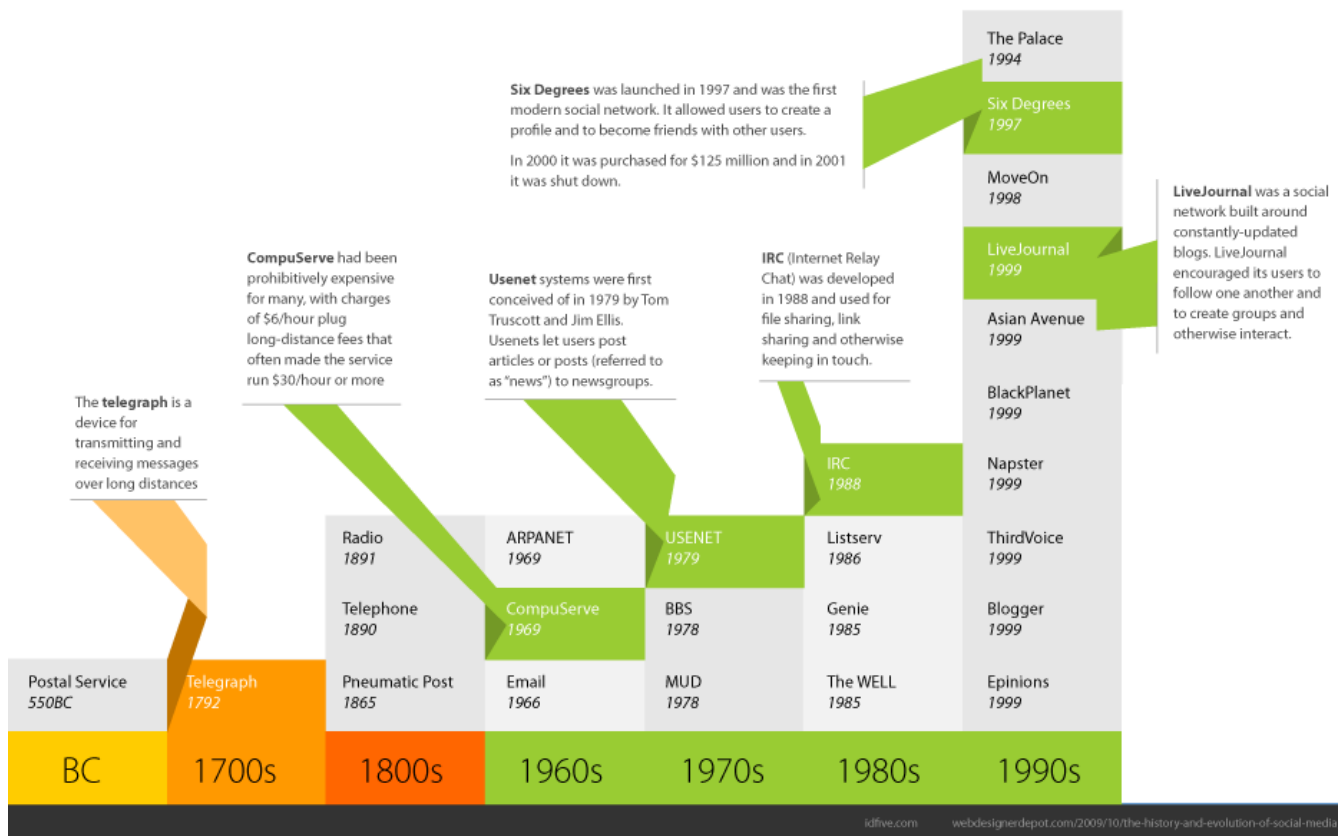 The Palace
1994
Six Degrees was launched in 1997 and was the first
modern social network. It allowed users to create a
profile and to become friends with other users.
In 2000 it was purchased for $125 million and in 2001
it was shut down.
Six Degrees
1997
MoveOn
1998
LiveJournal was a social
network built around
constantly-updated
blogs. LiveJournal
encouraged its users to
follow one another and
to create groups and
otherwise interact.
LiveJournal
1999
CompuServe had been
prohibitively expensive
for many, with charges
of $6/hour plug
long-distance fees that
often made the service
run $30/hour or more
Usenet systems were first
conceived of in 1979 by Tom
Truscott and Jim Ellis.
Usenets let users post
articles or posts (referred to
as “news”) to newsgroups.
IRC (Internet Relay
Chat) was developed
in 1988 and used for
file sharing, link
sharing and otherwise
keeping in touch.
Asian Avenue
1999
BlackPlanet
1999
The telegraph is a
device for
transmitting and
receiving messages
over long distances
IRC
1988
Napster
1999
Radio
1891
ARPANET
1969
USENET
1979
Listserv
1986
ThirdVoice
1999
Telephone
1890
CompuServe
1969
BBS
1978
Genie
1985
Blogger
1999
Postal Service
550BC
Telegraph
1792
Pneumatic Post
1865
Email
1966
MUD
1978
The WELL
1985
Epinions
1999
BC
1700s
1800s
1960s
1970s
1980s
1990s
idfive.com
webdesignerdepot.com/2009/10/the-history-and-evolution-of-social-media